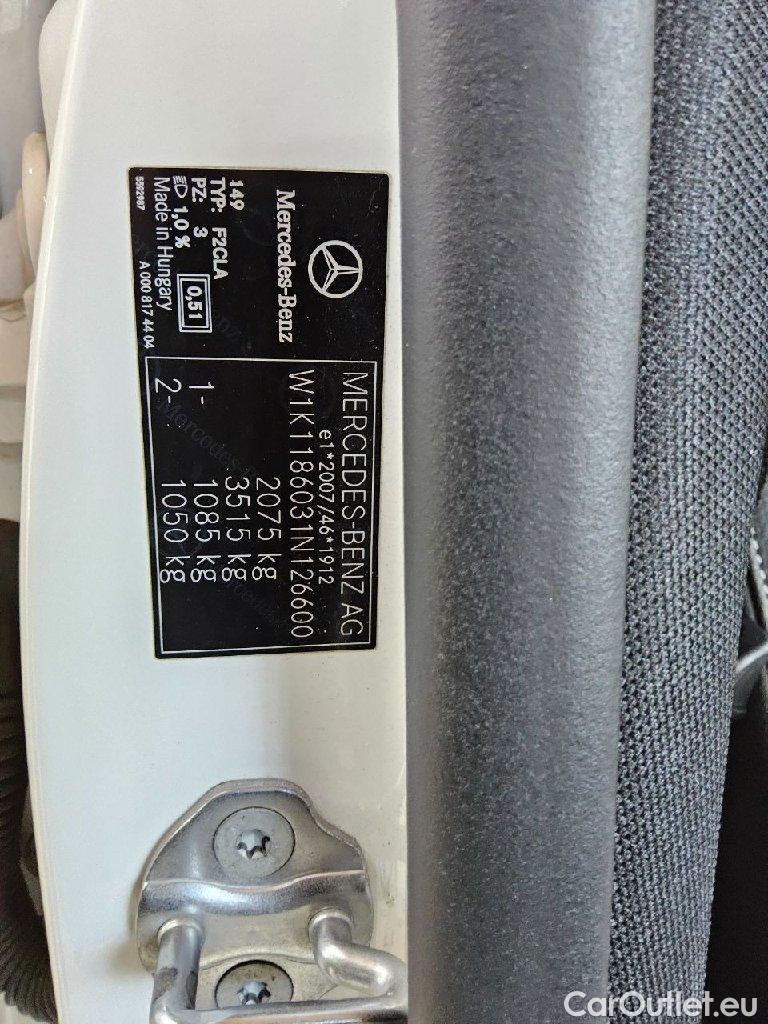 Mercedes-Benz
149
TYP: F2CLA
PZ: 3
1,0 % 0,51
Made in Hungary
5592987 A 000 817 44 04
MERCEDES-BENZ AG
e1*2007//46*1912
W1K1186031N126600
2075 kg
3515 kg
1- 1085 kg
2- 1050 kg
CarOutlet.eu